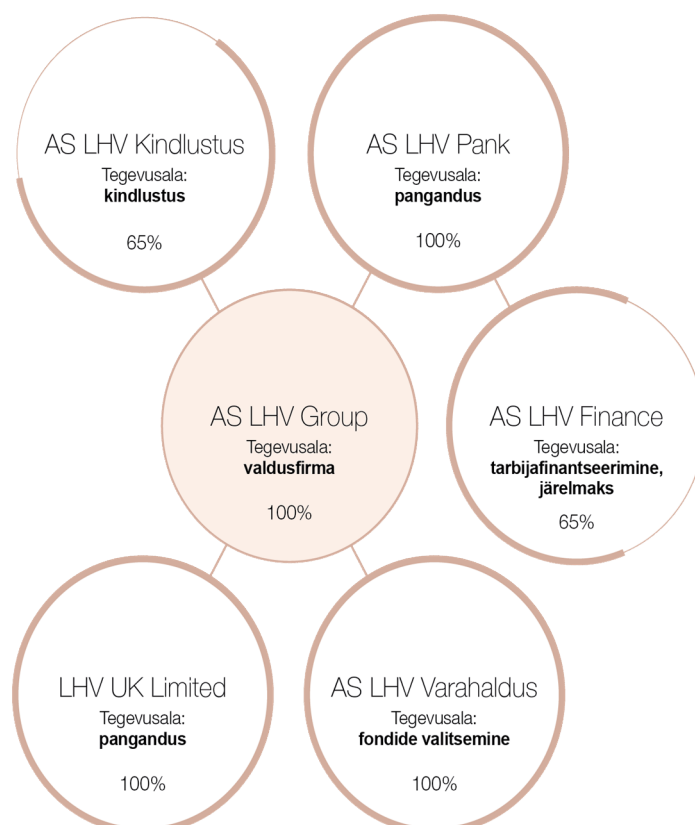 AS LHV Kindlustus
Tegevusala:
kindlustus
65%
AS LHV Pank
Tegevusala:
pangandus
100%
AS LHV Group
Tegevusala:
valdusfirma
100%
AS LHV Finance
Tegevusala:
tarbijafinantseerimine,
järelmaks
65%
LHV UK Limited
Tegevusala:
pangandus
100%
AS LHV Varahaldus
Tegevusala:
fondide valitsemine
100%